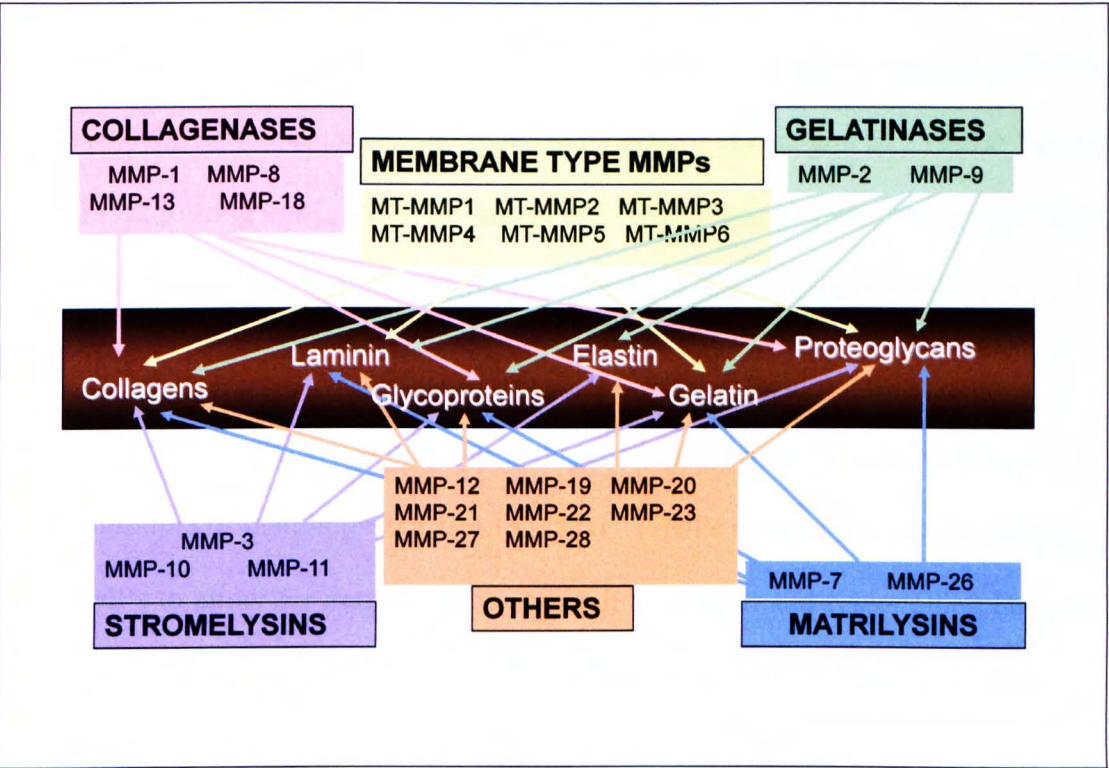 COLLAGENASES
MMP-1 MMP-8
MMP-13 MMP-18
MEMBRANE TYPE MMPs
MT-MMP1 MT-MMP2 MT-MMP3
MT-MMP4 MT-MMP5 MT-MMP6
GELATINASES
MMP-2 MMP-9
Collagens
Laminin
Glycoproteins
Elastin
Gelatin
Proteoglycans
MMP-3
MMP-10 MMP-11
STROMELYSINS
MMP-12 MMP-19 MMP-20
MMP-21 MMP-22 MMP-23
MMP-27 MMP-28
OTHERS
MMP-7 MMP-26
MATRILYSINS